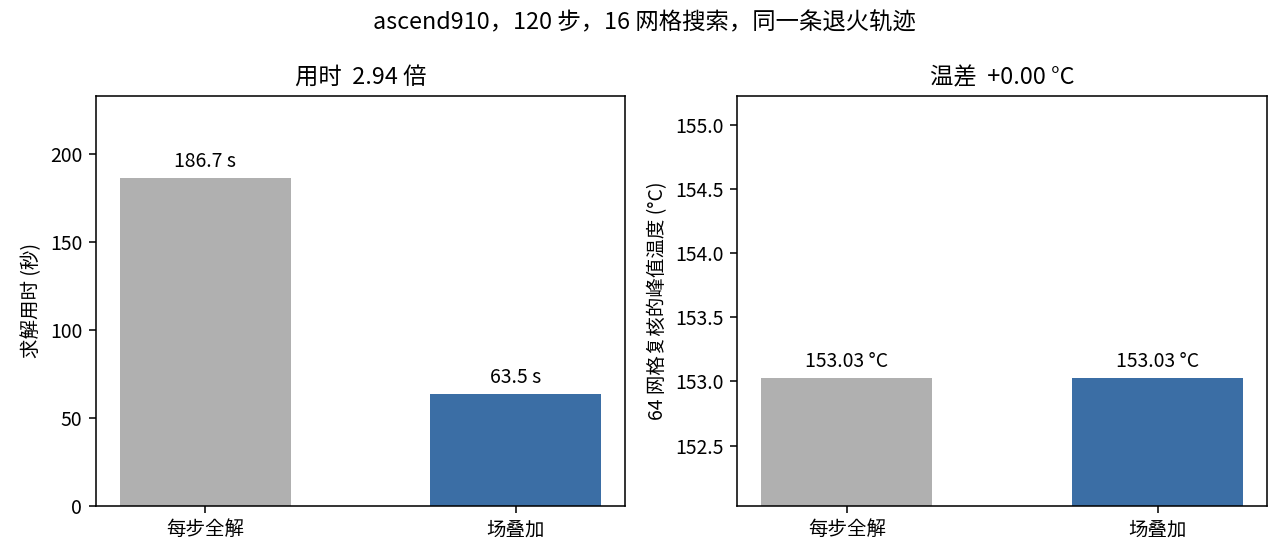 ascend910，120 步，16 网格搜索，同一条退火轨迹
用时 2.94 倍
求解用时 (秒)
200
150
100
50
0
186.7 s
63.5 s
每步全解
场叠加
温差 +0.00 °C
64 网格复核的峰值温度 (°C)
155.0
154.5
154.0
153.5
153.0
152.5
153.03 °C
153.03 °C
每步全解
场叠加